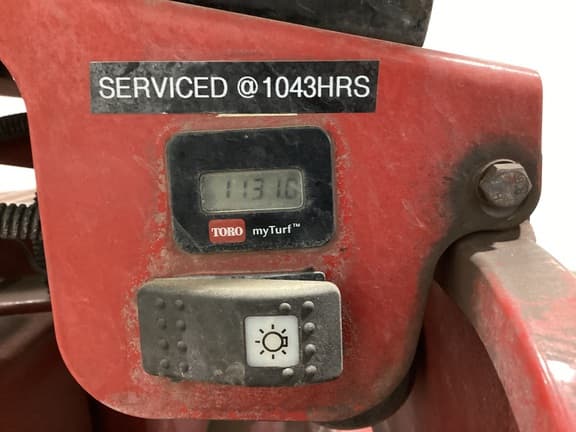 SERVICED @1043HRS
1131.6
TORO myTurf™